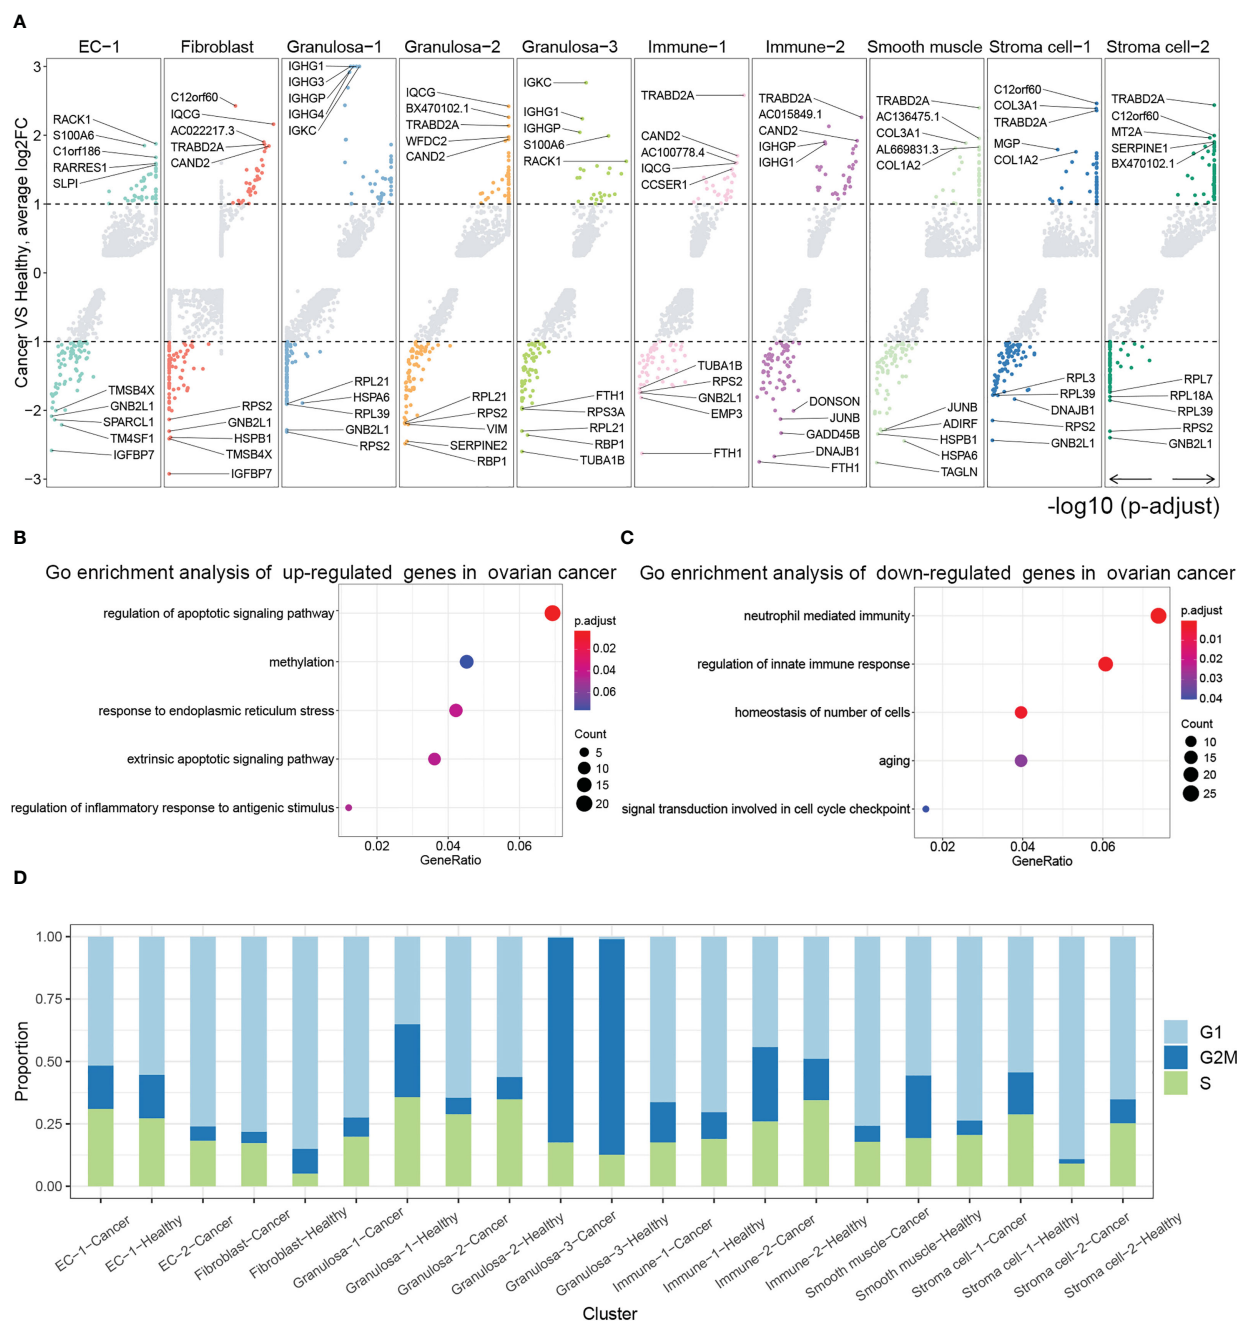 A
EC−1
Fibroblast
Granulosa−1
Granulosa−2
Granulosa−3
Immune−1
Immune−2
Smooth muscle
Stroma cell−1
Stroma cell−2
Cancer VS Healthy, average log2FC
3
2
1
0
1
−2
−3
RACK1
S100A6
C1orf186
RARRES1
SLPI
TMSB4X
GNB2L1
SPARCL1
TM4SF1
IGFBP7
C12orf60
IQCG
AC022217.3
TRABD2A
CAND2
RPS2
GNB2L1
HSPB1
TMSB4X
IGFBP7
IGHG1
IGHG3
IGHGP
IGHG4
IGKC
RPL21
HSPA6
RPL39
GNB2L1
RPS2
IQCG
BX470102.1
TRABD2A
WFDC2
CAND2
RPL21
RPS2
VIM
SERPINE2
RBP1
IGKC
IGHG1
IGHGP
S100A6
RACK1
FTH1
RPS3A
RPL21
RBP1
TUBA1B
TRABD2A
CAND2
AC100778.4
IQCG
CCSER1
TUBA1B
RPS2
GNB2L1
EMP3
FTH1
TRABD2A
AC015849.1
CAND2
IGHGP
IGHG1
DONSON
JUNB
GADD45B
DNAJB1
FTH1
TRABD2A
AC136475.1
COL3A1
AL669831.3
COL1A2
JUNB
ADIRF
HSPB1
HSPA6
TAGLN
C12orf60
COL3A1
TRABD2A
MGP
COL1A2
RPL3
RPL39
DNAJB1
RPS2
GNB2L1
TRABD2A
C12orf60
MT2A
SERPINE1
BX470102.1
RPL7
RPL18A
RPL39
RPS2
GNB2L1
-log10 (p-adjust)
B
Go enrichment analysis of up-regulated genes in ovarian cancer
regulation of apoptotic signaling pathway
methylation
response to endoplasmic reticulum stress
extrinsic apoptotic signaling pathway
regulation of inflammatory response to antigenic stimulus
0.02
0.04
0.06
GeneRatio
p.adjust
0.02
0.04
0.06
Count
5
10
15
20
C
Go enrichment analysis of down-regulated genes in ovarian cancer
neutrophil mediated immunity
regulation of innate immune response
homeostasis of number of cells
aging
signal transduction involved in cell cycle checkpoint
0.02
0.04
0.06
GeneRatio
p.adjust
0.01
0.02
0.03
0.04
Count
10
15
20
25
D
Proportion
1.00
0.75
0.50
0.25
0.00
EC−1−Cancer
EC−1−Healthy
EC−2−Cancer
Fibroblast−Cancer
Fibroblast−Healthy
Granulosa−1−Cancer
Granulosa−1−Healthy
Granulosa−2−Cancer
Granulosa−2−Healthy
Granulosa−3−Cancer
Granulosa−3−Healthy
Immune−1−Cancer
Immune−1−Healthy
Immune−2−Cancer
Immune−2−Healthy
Smooth muscle−Cancer
Smooth muscle−Healthy
Stroma cell−1−Cancer
Stroma cell−1−Healthy
Stroma cell−2−Cancer
Stroma cell−2−Healthy
Cluster
G1
G2M
S